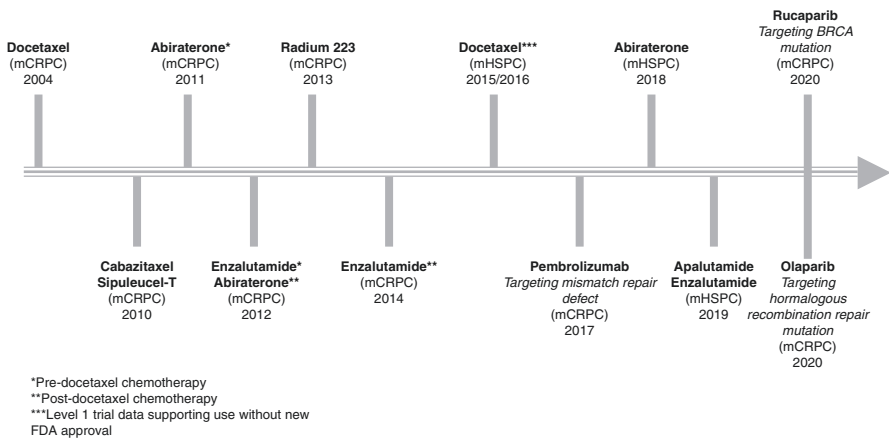 Docetaxel
(mCRPC)
2004
Abiraterone*
(mCRPC)
2011
Radium 223
(mCRPC)
2013
Docetaxel***
(mHSPC)
2015/2016
Abiraterone
(mHSPC)
2018
Rucaparib
Targeting BRCA
mutation
(mCRPC)
2020
Cabazitaxel
Sipuleucel-T
(mCRPC)
2010
Enzalutamide*
Abiraterone**
(mCRPC)
2012
Enzalutamide**
(mCRPC)
2014
Pembrolizumab
Targeting mismatch repair
defect
(mCRPC)
2017
Apalutamide
Enzalutamide
(mHSPC)
2019
Olaparib
Targeting
hormalogous
recombination repair
mutation
(mCRPC)
2020
*Pre-docetaxel chemotherapy
**Post-docetaxel chemotherapy
***Level 1 trial data supporting use without new
FDA approval